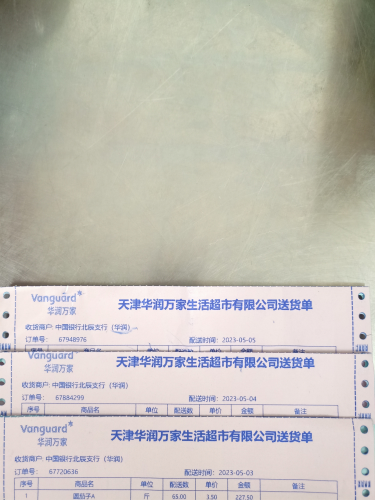 Vanguard
华润万家
天津华润万家生活超市有限公司送货单
收货商户: 中国银行北辰支行（华润）
订单号: 67948976 配送时间: 2023-05-05
Vanguard
华润万家
天津华润万家生活超市有限公司送货单
收货商户: 中国银行北辰支行（华润）
订单号: 67884299 配送时间: 2023-05-04
序号 商品名 单位 配送数 单价 金额 备注
Vanguard
华润万家
天津华润万家生活超市有限公司送货单
收货商户: 中国银行北辰支行（华润）
订单号: 67720636 配送时间: 2023-05-03
序号 商品名 单位 配送数 单价 金额 备注
1 圆茄子A 斤 65.00 3.50 227.50